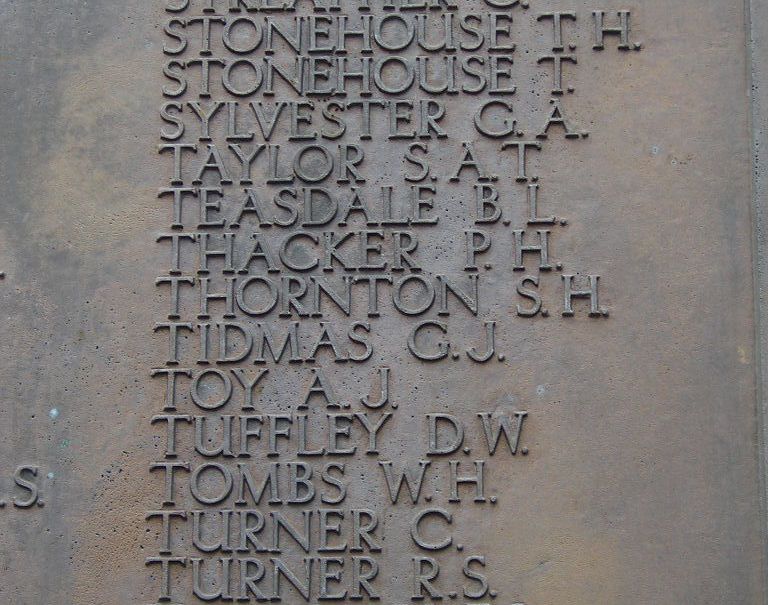 STONEHOUSE T.H.
STONEHOUSE T.
SYLVESTER G.A.
TAYLOR S.A.T.
TEASDALE B.L.
THACKER P.H.
THORNTON S.H.
TIDMAS G.J.
TOY A.J.
TUFFLEY D.W.
TOMBS W.H.
.S.
TURNER C.
TURNER R.S.